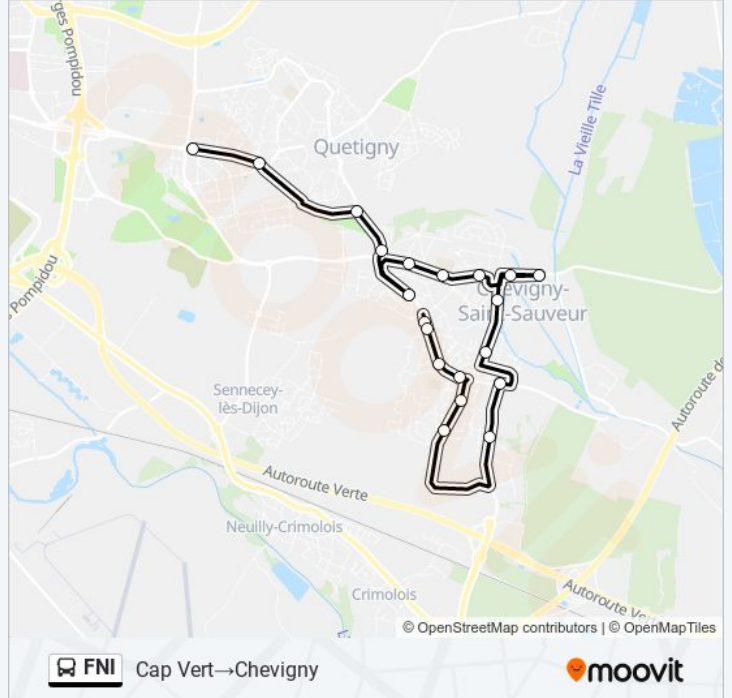 ges Pompidou
Quetigny
La Vieille Tille
s Pompidou
Chevigny-
Saint-Sauveur
Sennecey-
lès-Dijon
Autoroute de
Autoroute Verte
Neuilly-Crimolois
Crimolois
Autoroute Verte
© OpenStreetMap contributors | © OpenMapTiles
FNI Cap Vert→Chevigny
moovit